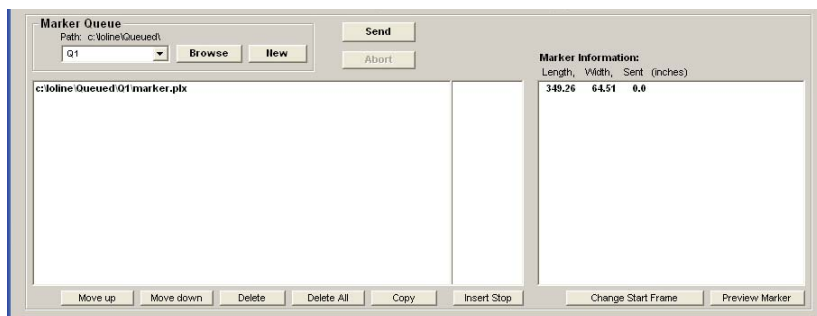 Marker Queue
Path: c:\Ioline\Queued\
Q1
Browse
New
Send
Abort
Marker Information:
Length, Width, Sent (inches)
c:\Ioline\Queued\Q1\marker.plx
349.26 64.51 0.0
Move up
Move down
Delete
Delete All
Copy
Insert Stop
Change Start Frame
Preview Marker